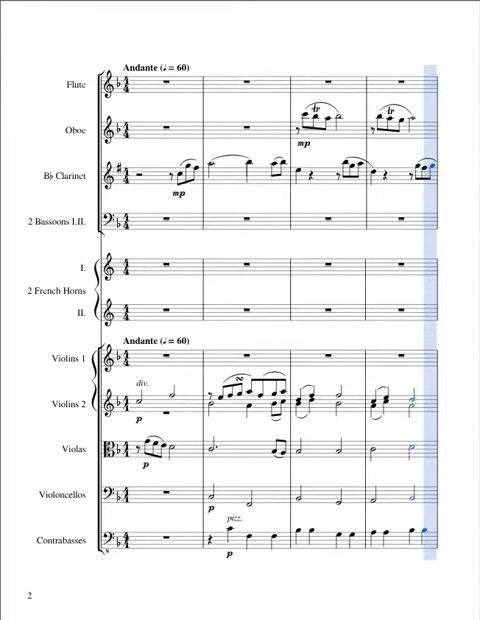 Andante (♩ = 60)
Flute
Oboe
tr
tr
mp
B♭ Clarinet
mp
2 Bassoons I.II.
I.
2 French Horns
II.
Andante (♩ = 60)
Violins 1
div.
Violins 2
p
Violas
p
Violoncellos
p
pizz.
Contrabasses
p
8
2